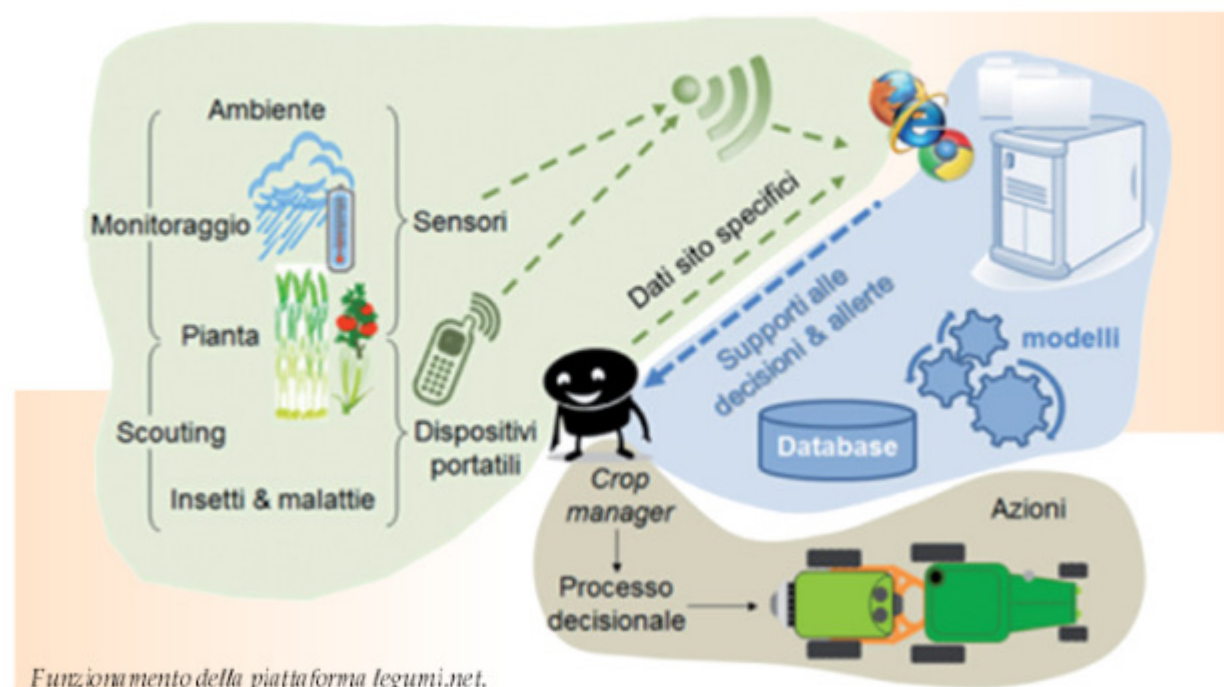 Ambiente
Monitoraggio
Sensori
Pianta
Scouting
Dispositivi
portatili
Insetti & malattie
Dati sito specifici
Supporti alle
decisioni & allerte
modelli
Database
Crop
manager
Processo
decisionale
Azioni
Funzionamento della piattaforma legumi.net.